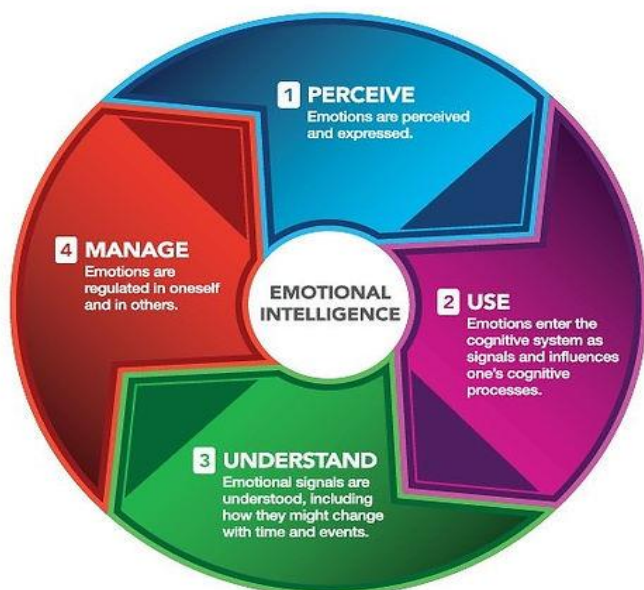 1 PERCEIVE
Emotions are perceived
and expressed.
2 USE
Emotions enter the
cognitive system as
signals and influences
one's cognitive
processes.
3 UNDERSTAND
Emotional signals are
understood, including
how they might change
with time and events.
4 MANAGE
Emotions are
regulated in oneself
and in others.
EMOTIONAL
INTELLIGENCE